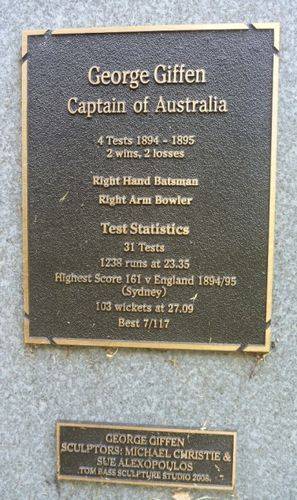 George Giffen
Captain of Australia
4 Tests 1894 - 1895
2 wins, 2 losses
Right Hand Batsman
Right Arm Bowler
Test Statistics
31 Tests
1238 runs at 23.35
Highest Score 161 v England 1894/95
(Sydney)
103 wickets at 27.09
Best 7/117
GEORGE GIFFEN
SCULPTORS: MICHAEL CHRISTIE &
SUE ALEXOPOULOS
TOM BASS SCULPTURE STUDIO 2008.